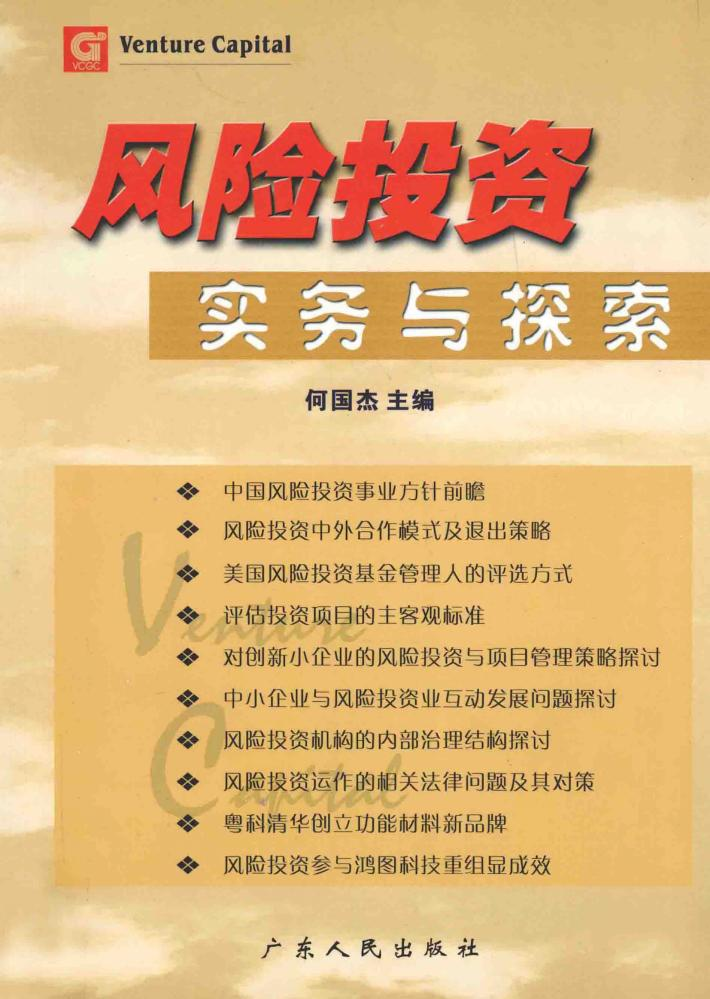 VCGC
Venture Capital
风险投资
实务与探索
何国杰 主编
❖ 中国风险投资事业方针前瞻
❖ 风险投资中外合作模式及退出策略
❖ 美国风险投资基金管理人的评选方式
❖ 评估投资项目的主客观标准
❖ 对创新小企业的风险投资与项目管理策略探讨
❖ 中小企业与风险投资业互动发展问题探讨
❖ 风险投资机构的内部治理结构探讨
❖ 风险投资运作的相关法律问题及其对策
❖ 粤科清华创立功能材料新品牌
❖ 风险投资参与鸿图科技重组显成效
Venture
Capital
广东人民出版社